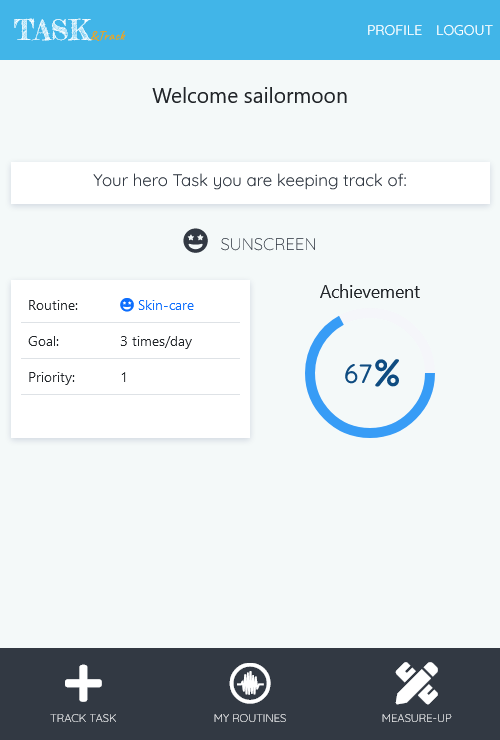 TASK &Track PROFILE LOGOUT
Welcome sailormoon
Your hero Task you are keeping track of:
SUNSCREEN
Routine: Skin-care
Goal: 3 times/day
Priority: 1
Achievement
67%
TRACK TASK MY ROUTINES MEASURE-UP